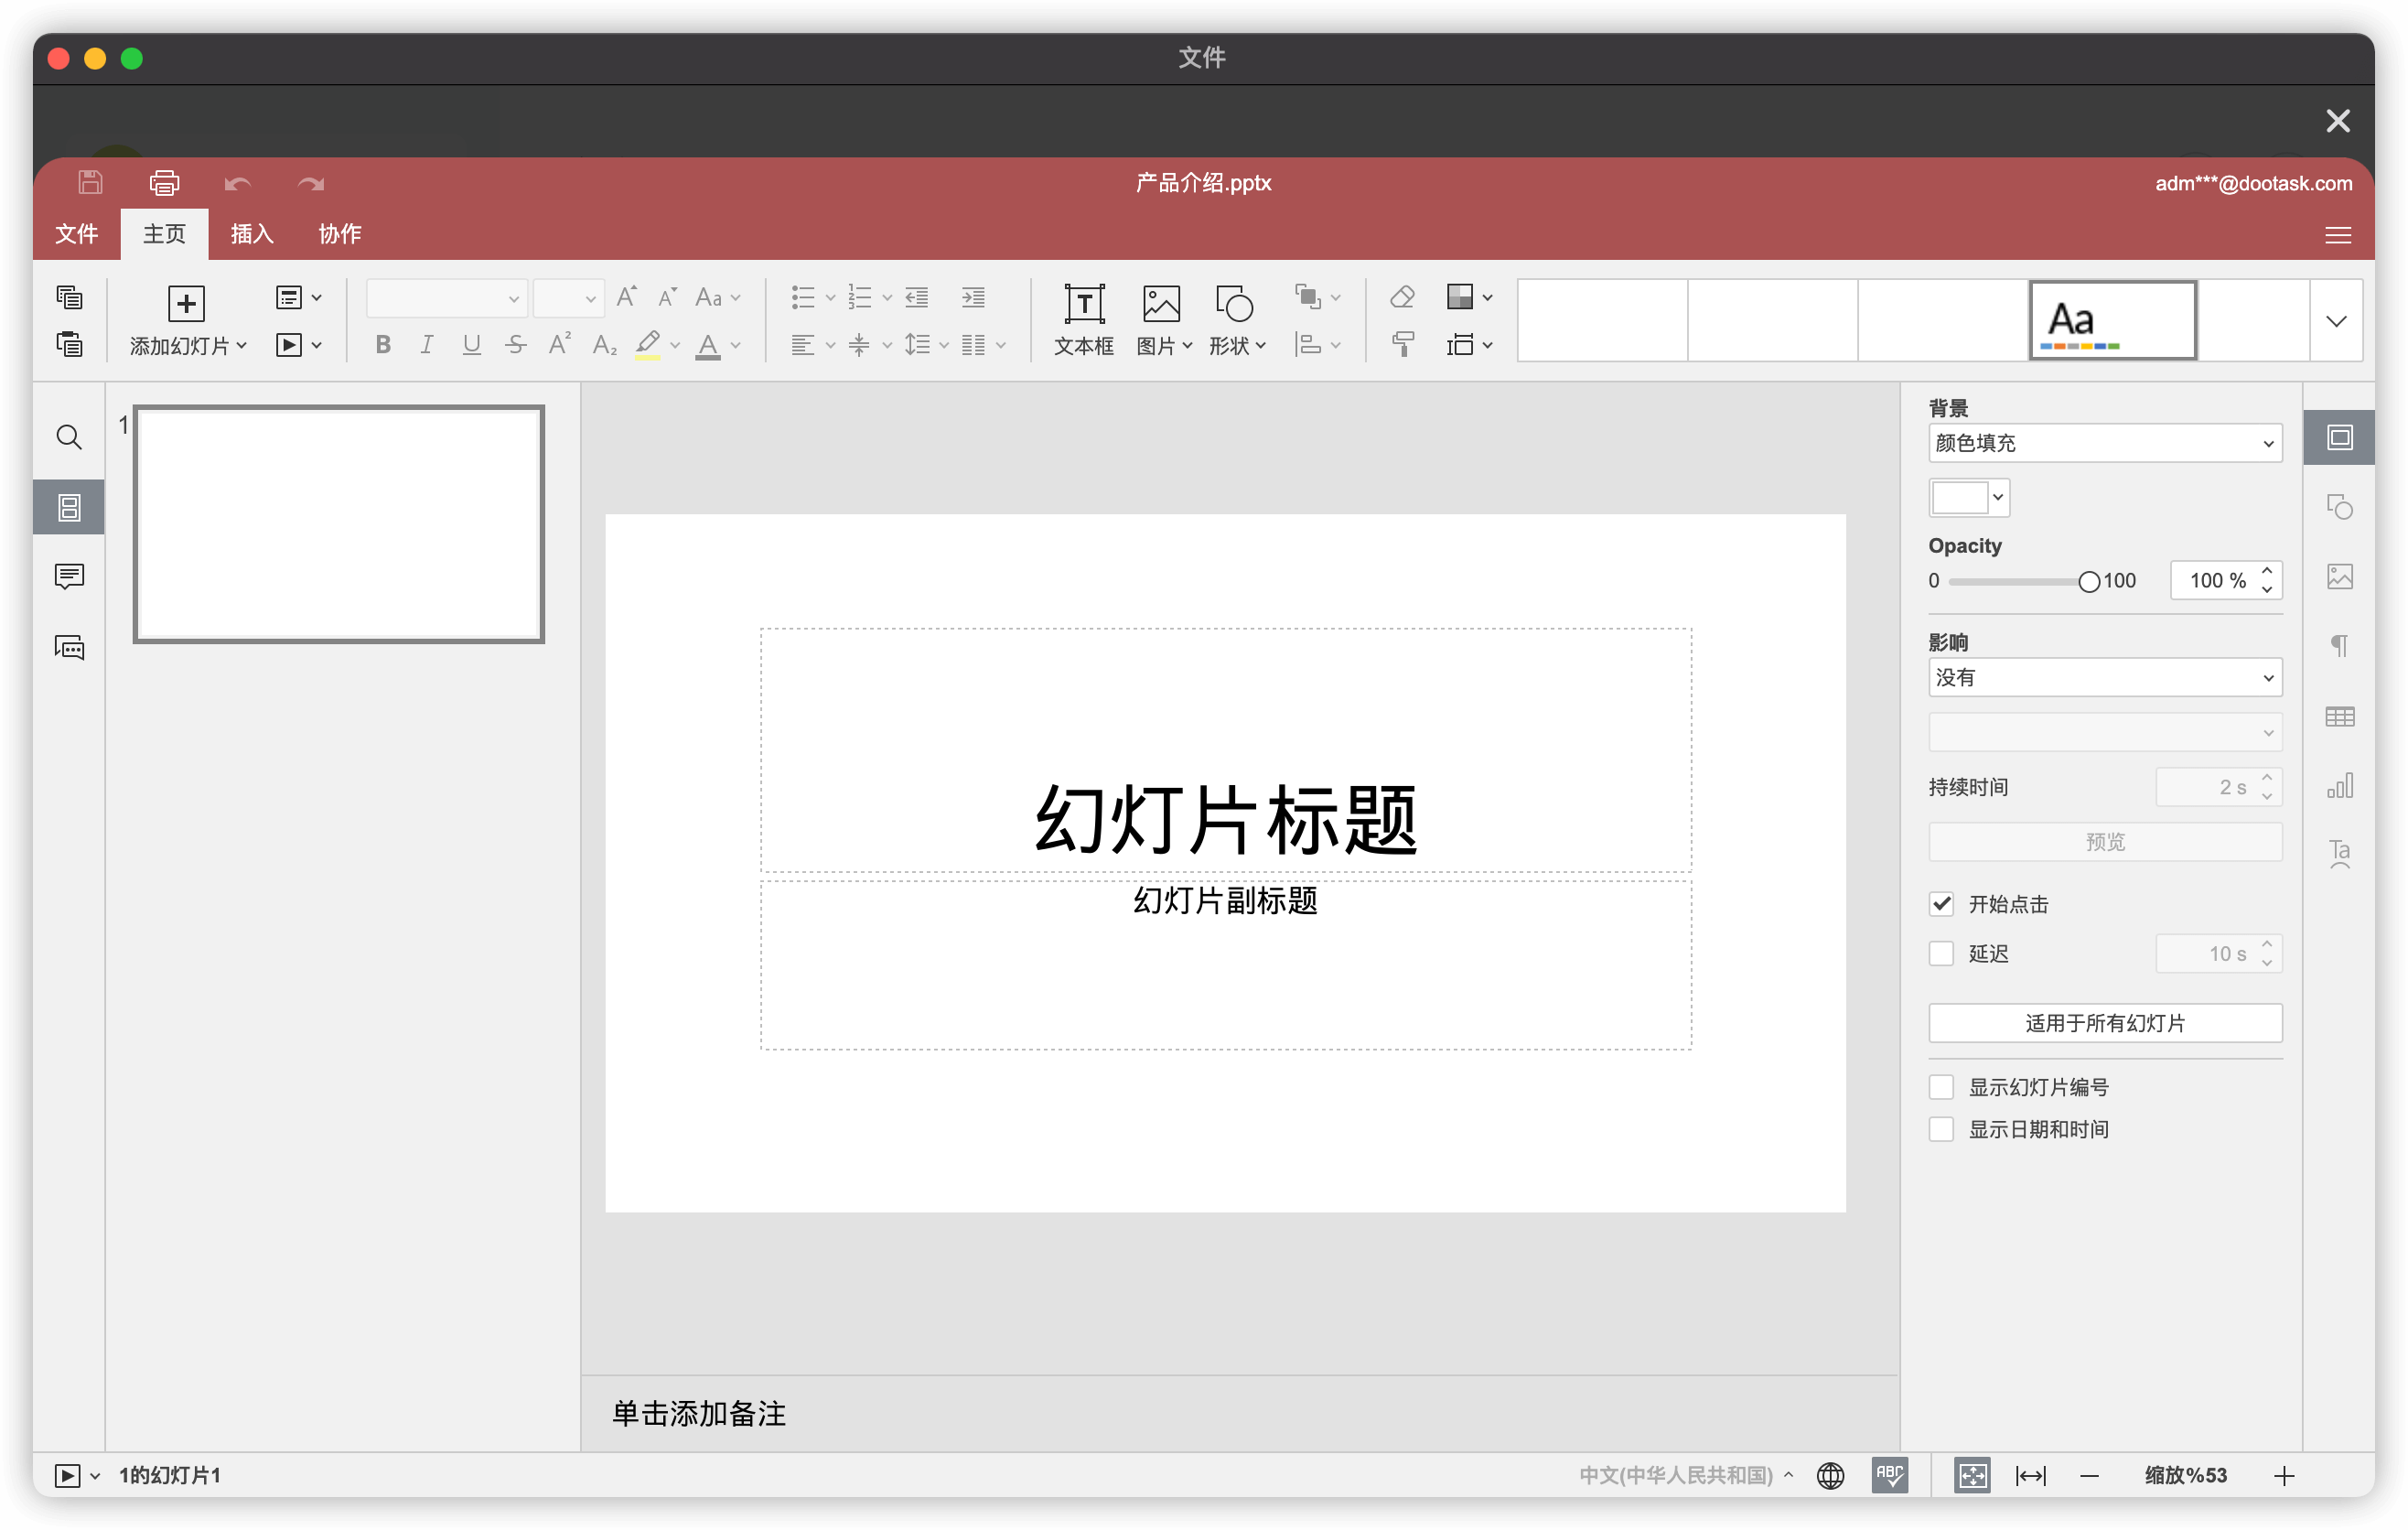 文件
产品介绍.pptx
adm***@dootask.com
文件 主页 插入 协作
添加幻灯片
Aa
B I U S A² A₂ A
文本框 图片 形状
Aa
1
背景
颜色填充
Opacity
0 100 100 %
影响
没有
持续时间 2 s
预览
开始点击
延迟 10 s
适用于所有幻灯片
显示幻灯片编号
显示日期和时间
幻灯片标题
幻灯片副标题
单击添加备注
1的幻灯片1
中文(中华人民共和国)
ABC
缩放%53